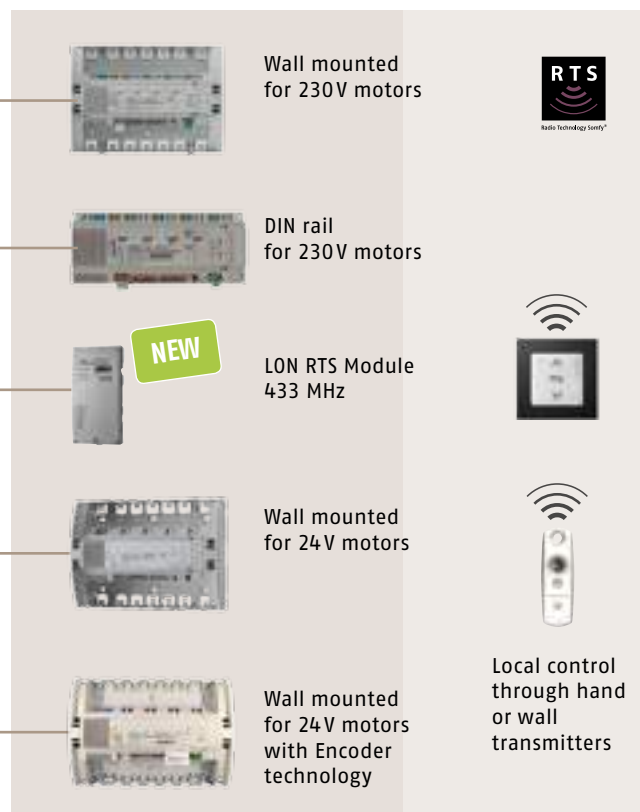 Wall mounted
for 230 V motors
RTS
Radio Technology Somfy®
DIN rail
for 230 V motors
NEW
LON RTS Module
433 MHz
Wall mounted
for 24 V motors
Wall mounted
for 24 V motors
with Encoder
technology
Local control
through hand
or wall
transmitters